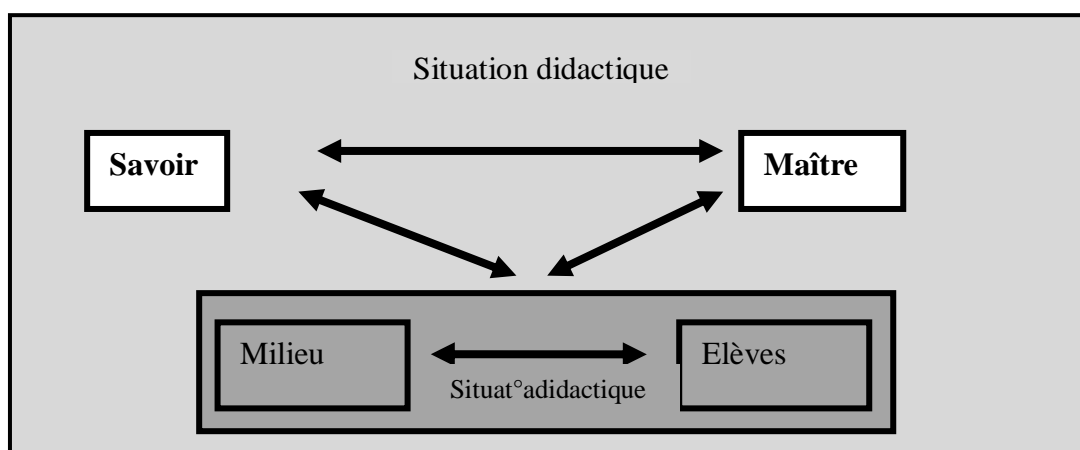 Situation didactique
Savoir
Maître
Milieu
Elèves
Situat°adidactique